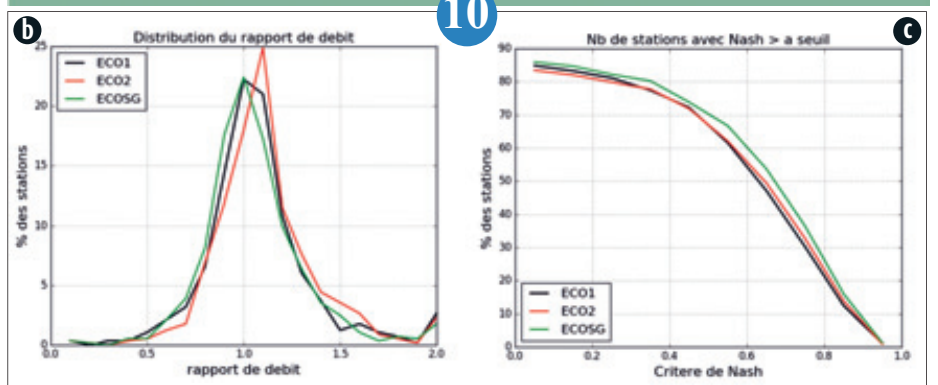 10
b
Distribution du rapport de debit
ECO1
ECO2
ECOSG
% des stations
25
20
15
10
5
0
0.0 0.5 1.0 1.5 2.0
rapport de debit
c
Nb de stations avec Nash > a seuil
% des stations
90
80
70
60
50
40
30
20
10
0
ECO1
ECO2
ECOSG
0.0 0.2 0.4 0.6 0.8 1.0
Critere de Nash